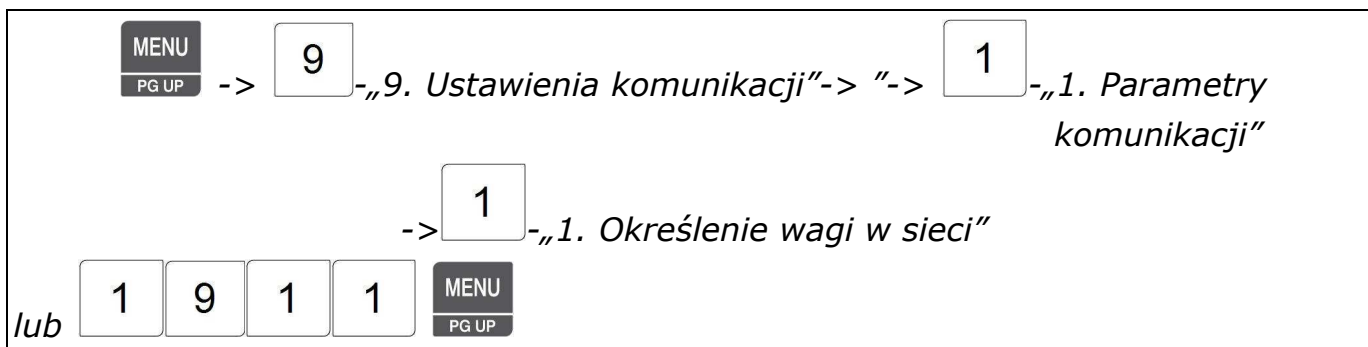 MENU
PG UP -> 9 -„9. Ustawienia komunikacji”-> ”-> 1 -„1. Parametry
komunikacji”
-> 1 -„1. Określenie wagi w sieci”
lub 1 9 1 1 MENU
PG UP